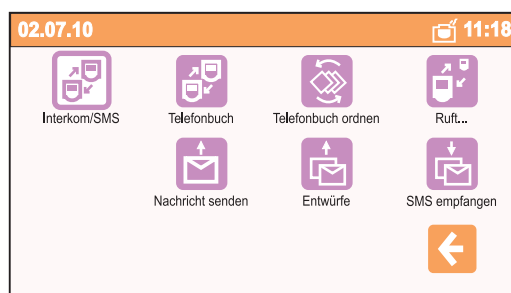 02.07.10 11:18
Interkom/SMS Telefonbuch Telefonbuch ordnen Ruft...
Nachricht senden Entwürfe SMS empfangen